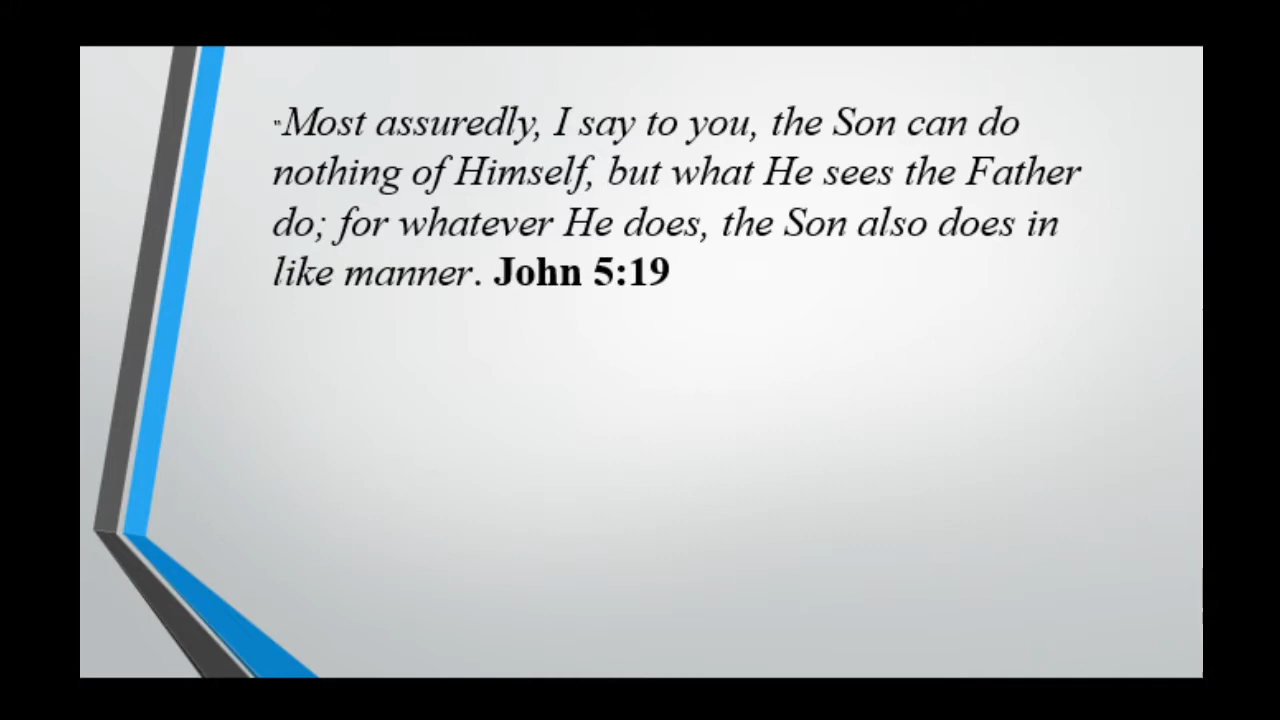 "Most assuredly, I say to you, the Son can do
nothing of Himself, but what He sees the Father
do; for whatever He does, the Son also does in
like manner. John 5:19